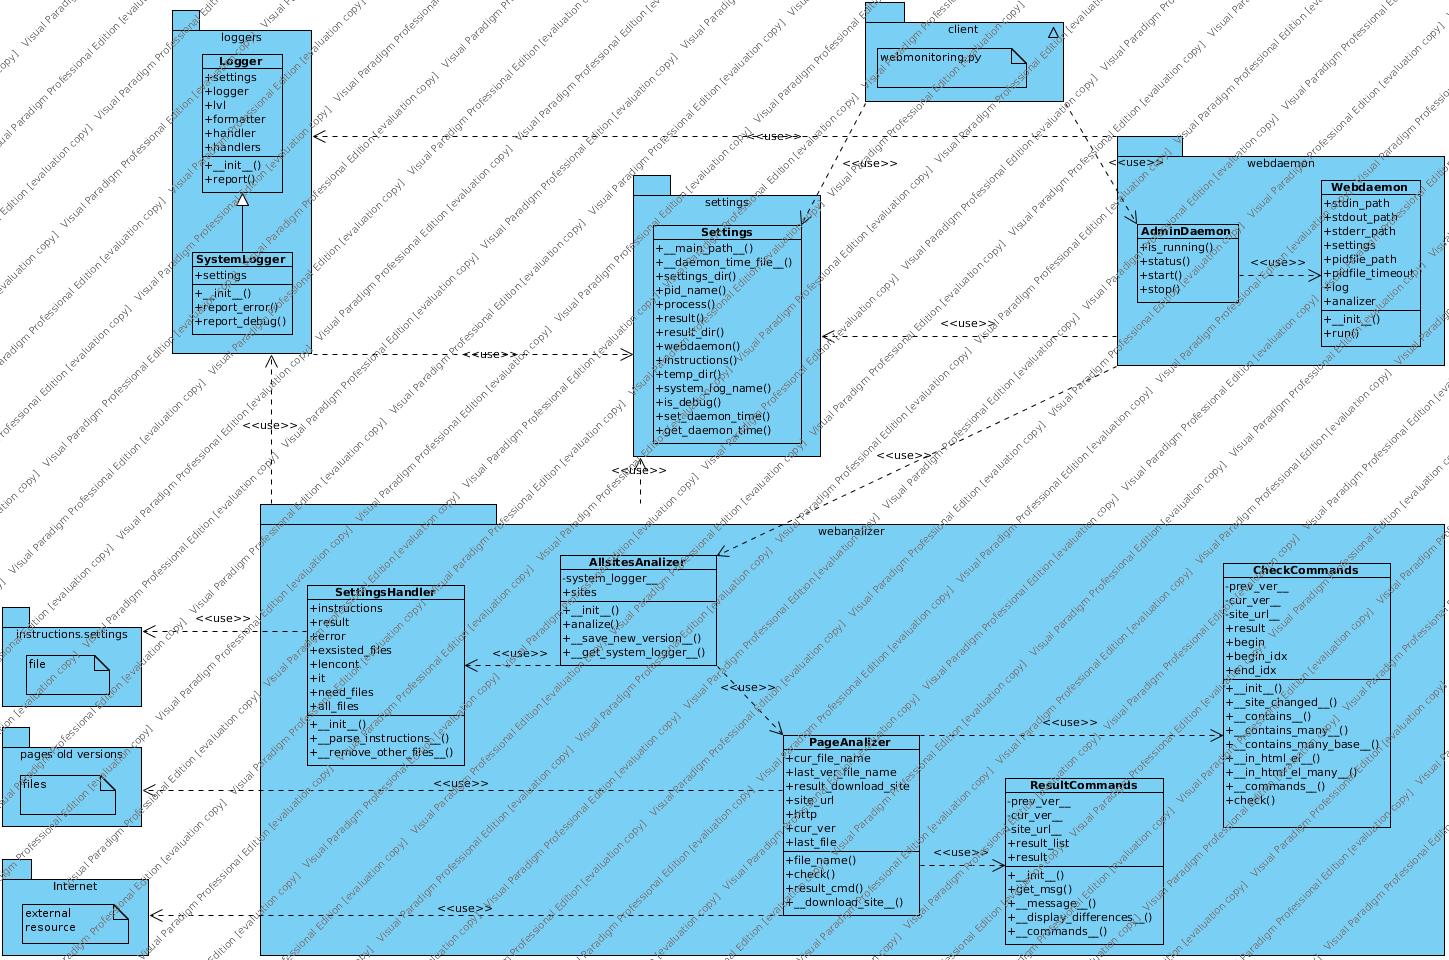 loggers
Logger
+settings
+logger
+lvl
+formatter
+handler
+handlers
+__init__()
+report()
SystemLogger
+settings
+__init__()
+report_error()
+report_debug()
client
webmonitoring.py
<<use>>
<<use>>
<<use>>
settings
Settings
+__main_path__()
+__daemon_time_file__()
+settings_dir()
+pid_name()
+process()
+result()
+result_dir()
+webdaemon()
+instructions()
+temp_dir()
+system_log_name()
+is_debug()
+set_daemon_time()
+get_daemon_time()
webdaemon
AdminDaemon
+is_running()
+status()
+start()
+stop()
<<use>>
Webdaemon
+stdin_path
+stdout_path
+stderr_path
+settings
+pidfile_path
+pidfile_timeout
+log
+analizer
+__init__()
+run()
<<use>>
<<use>>
<<use>>
<<use>>
<<use>>
webanalizer
SettingsHandler
+instructions
+result
+error
+exsisted_files
+lencont
+it
+need_files
+all_files
+__init__()
+__parse_instructions__()
+__remove_other_files__()
AllsitesAnalizer
-system_logger__
+sites
+__init__()
+analize()
+__save_new_version__()
+__get_system_logger__()
<<use>>
<<use>>
CheckCommands
-prev_ver__
-cur_ver__
-site_url__
+result
+begin
+begin_idx
+end_idx
+__init__()
+__site_changed__()
+__contains__()
+__contains_many__()
+__contains_many_base__()
+__in_html_el__()
+__in_html_el_many__()
+__commands__()
+check()
<<use>>
PageAnalizer
+cur_file_name
+last_ver_file_name
+result_download_site
+site_url
+http
+cur_ver
+last_file
+file_name()
+check()
+result_cmd()
+__download_site__()
<<use>>
ResultCommands
-prev_ver__
-cur_ver__
-site_url__
+result_list
+result
+__init__()
+get_msg()
+__message__()
+__display_differences__()
+__commands__()
<<use>>
instructions.settings
file
<<use>>
pages old versions
files
<<use>>
Internet
external
resource
Visual Paradigm Professional Edition [evaluation copy]